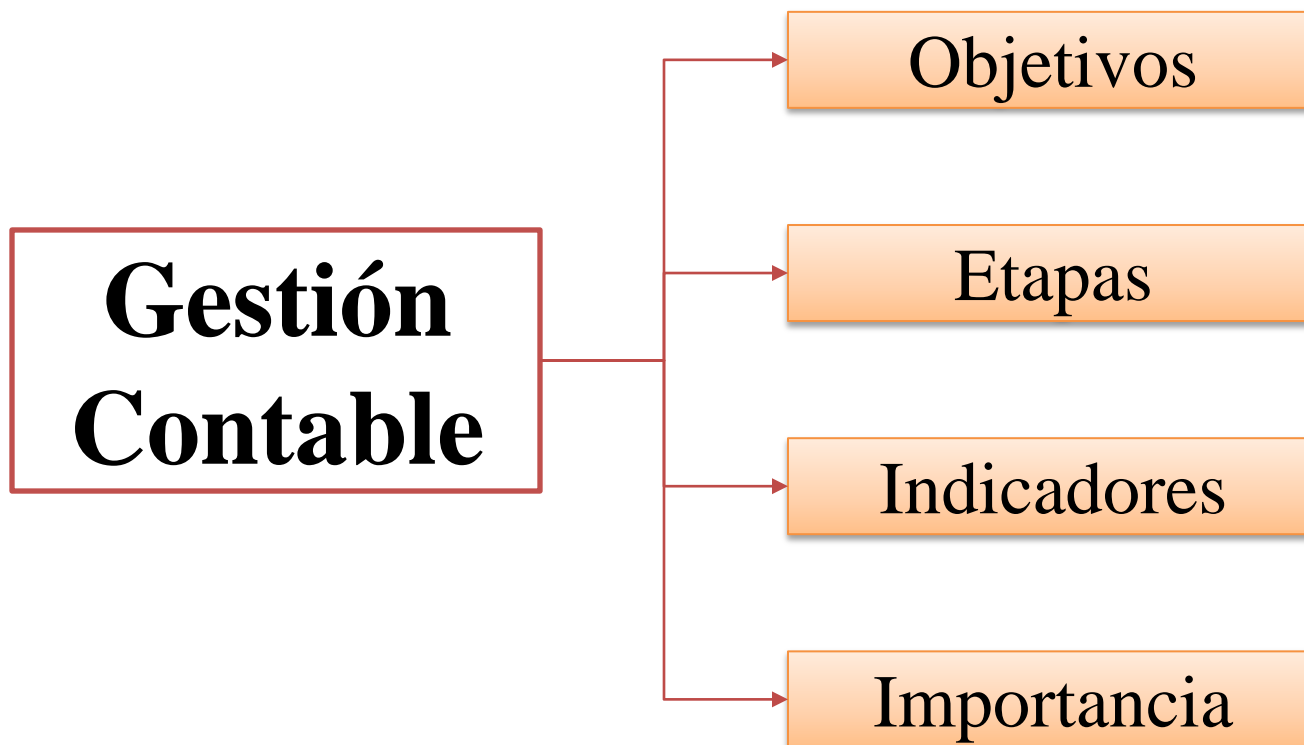 Gestión
Contable
Objetivos
Etapas
Indicadores
Importancia